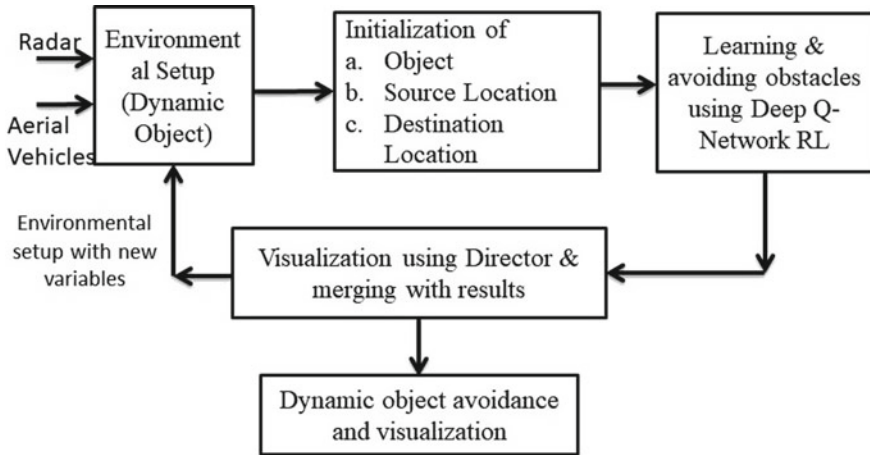 Radar
Aerial
Vehicles
Environment
al Setup
(Dynamic
Object)
Initialization of
a. Object
b. Source Location
c. Destination
Location
Learning &
avoiding obstacles
using Deep Q-
Network RL
Environmental
setup with new
variables
Visualization using Director &
merging with results
Dynamic object avoidance
and visualization